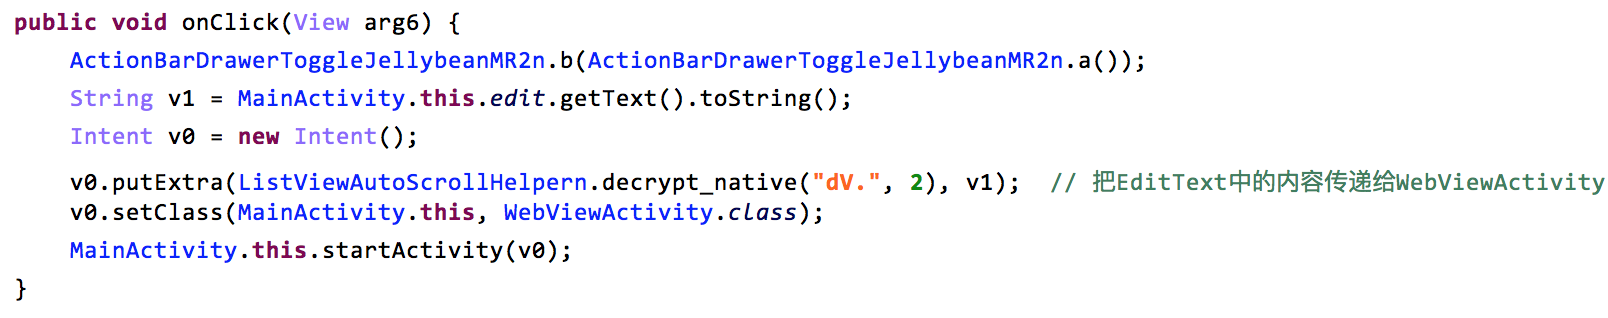 public void onClick(View arg6) {
    ActionBarDrawerToggleJellybeanMR2n.b(ActionBarDrawerToggleJellybeanMR2n.a());
    String v1 = MainActivity.this.edit.getText().toString();
    Intent v0 = new Intent();
    v0.putExtra(ListViewAutoScrollHelpern.decrypt_native("dV.", 2), v1);  // 把EditText中的内容传递给WebViewActivity
    v0.setClass(MainActivity.this, WebViewActivity.class);
    MainActivity.this.startActivity(v0);
}